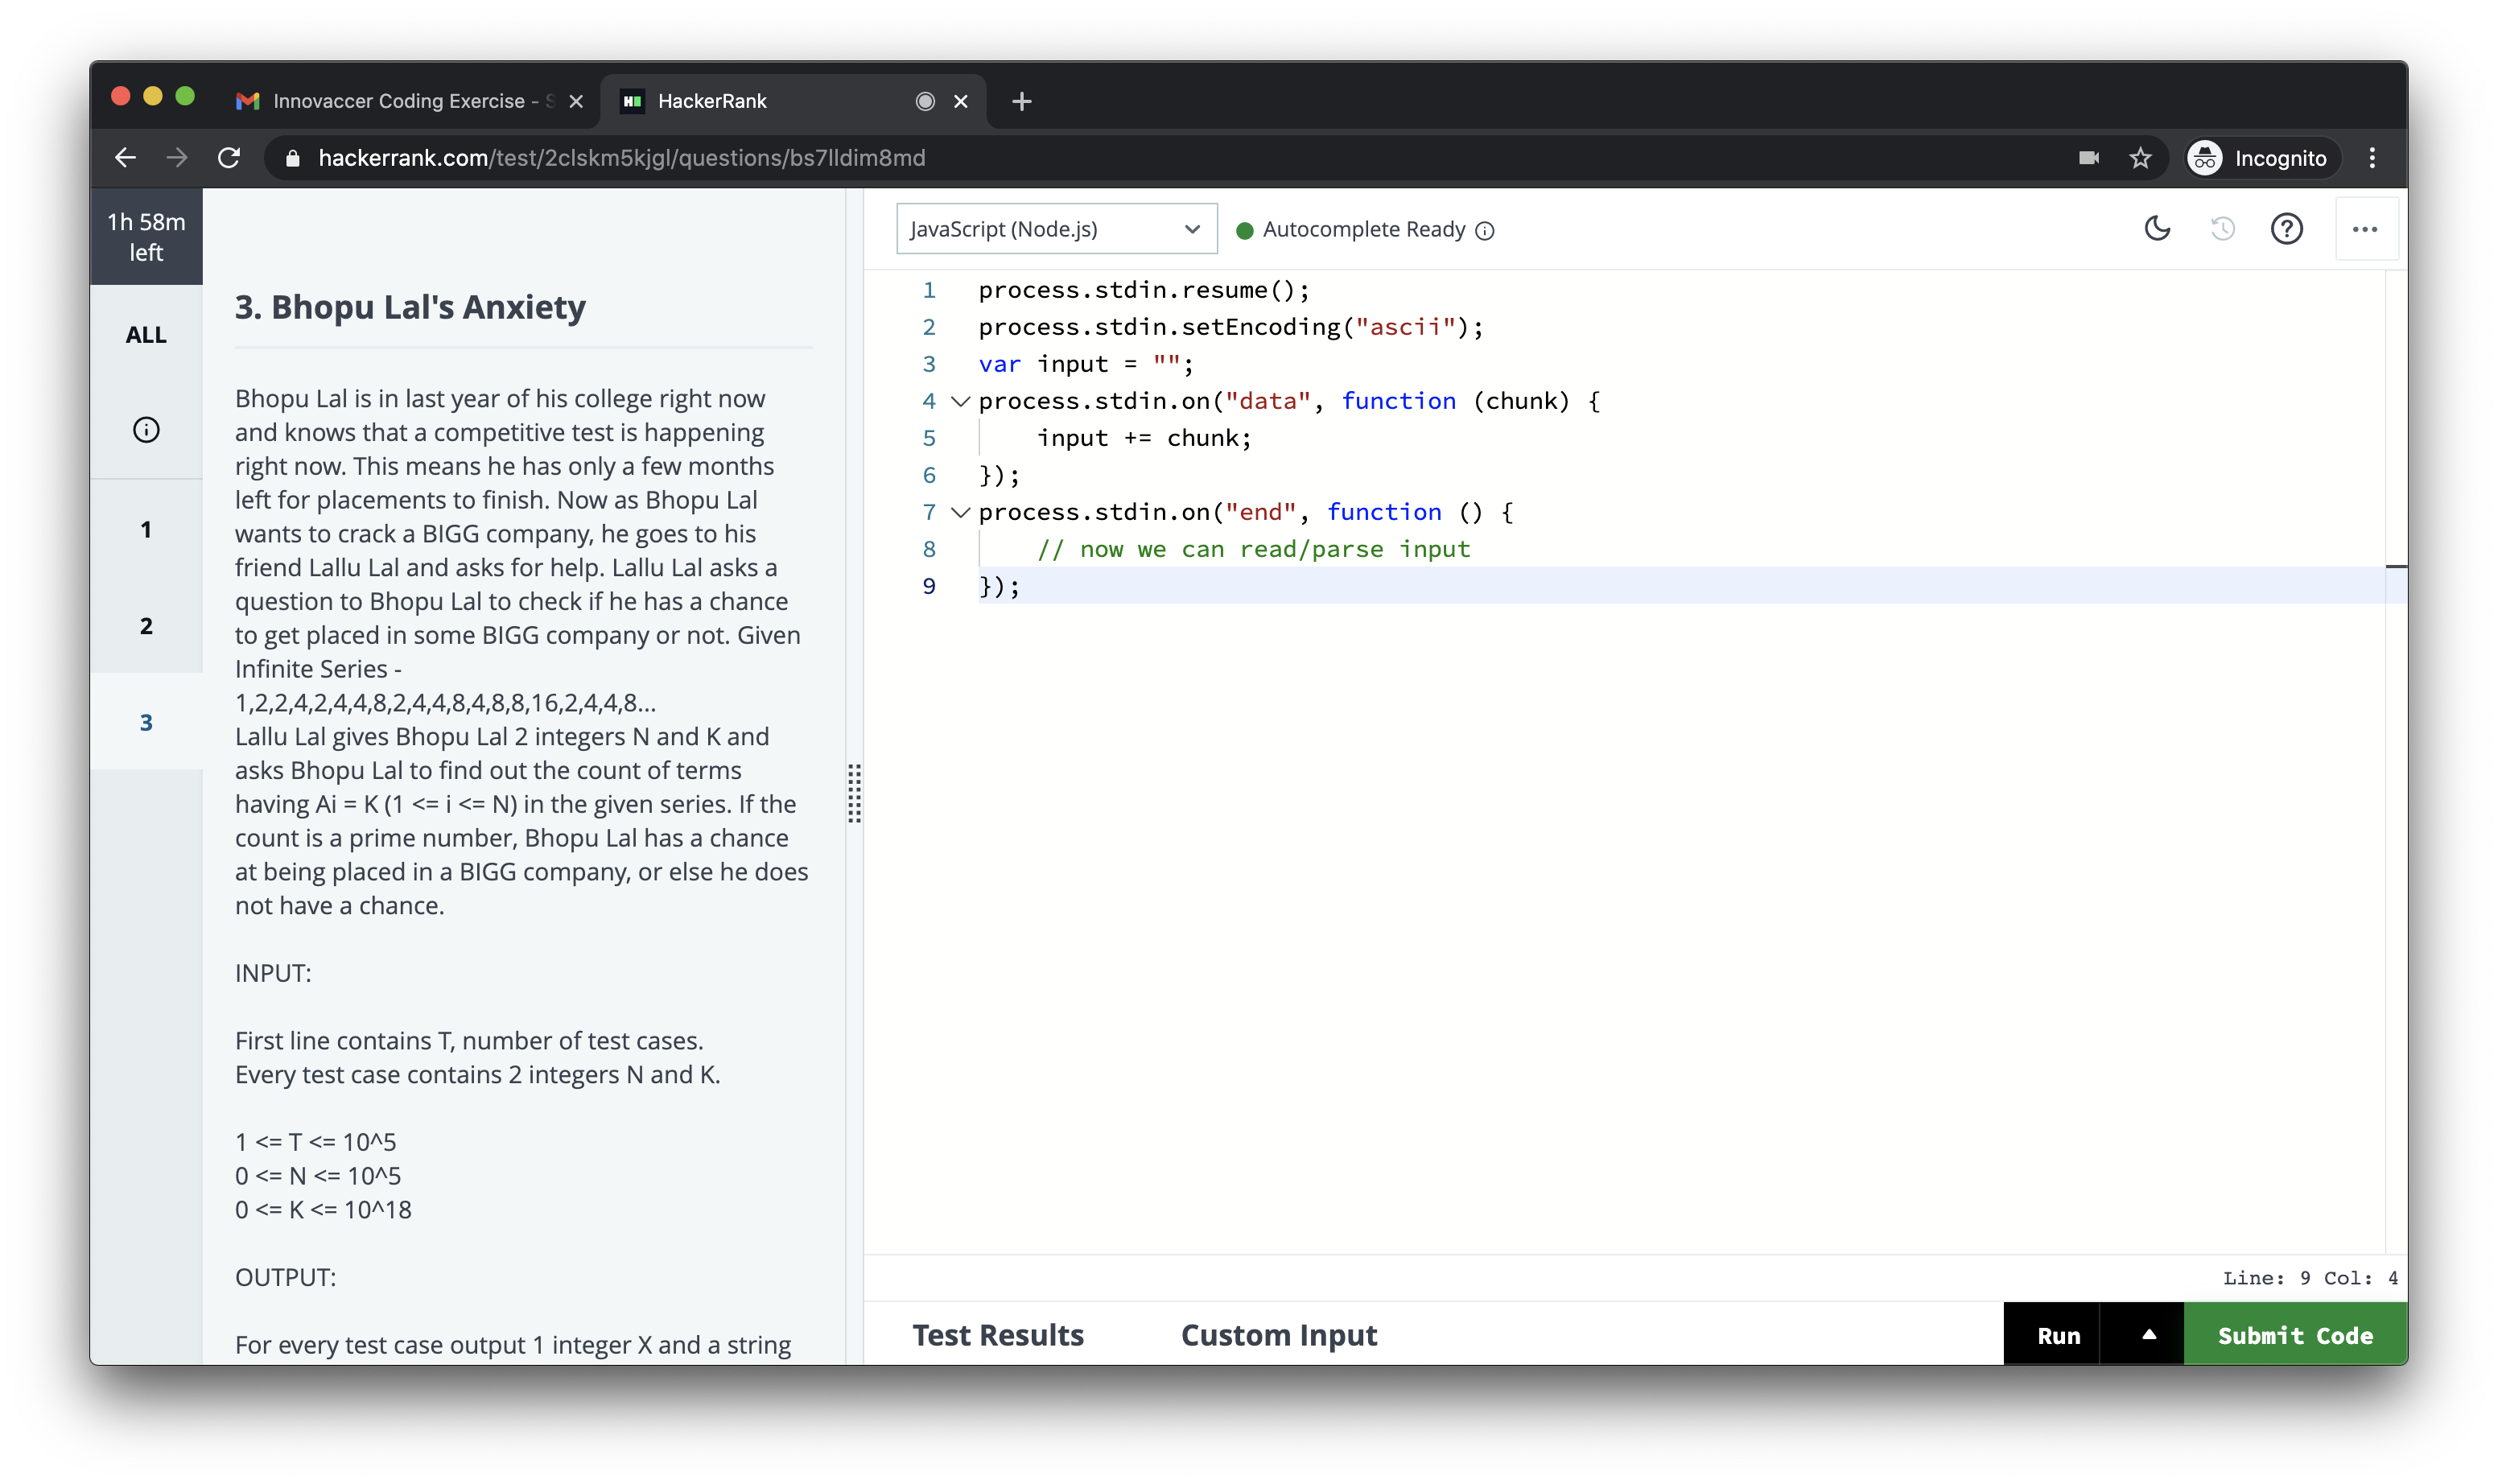 Innovaccer Coding Exercise - S
HackerRank
hackerrank.com/test/2clskm5kjgl/questions/bs7lldim8md
Incognito
1h 58m
left
ALL
1
2
3
3. Bhopu Lal's Anxiety
Bhopu Lal is in last year of his college right now
and knows that a competitive test is happening
right now. This means he has only a few months
left for placements to finish. Now as Bhopu Lal
wants to crack a BIGG company, he goes to his
friend Lallu Lal and asks for help. Lallu Lal asks a
question to Bhopu Lal to check if he has a chance
to get placed in some BIGG company or not. Given
Infinite Series -
1,2,2,4,2,4,4,8,2,4,4,8,4,8,8,16,2,4,4,8...
Lallu Lal gives Bhopu Lal 2 integers N and K and
asks Bhopu Lal to find out the count of terms
having Ai = K (1 <= i <= N) in the given series. If the
count is a prime number, Bhopu Lal has a chance
at being placed in a BIGG company, or else he does
not have a chance.
INPUT:
First line contains T, number of test cases.
Every test case contains 2 integers N and K.
1 <= T <= 10^5
0 <= N <= 10^5
0 <= K <= 10^18
OUTPUT:
For every test case output 1 integer X and a string
JavaScript (Node.js)
Autocomplete Ready
1 process.stdin.resume();
2 process.stdin.setEncoding("ascii");
3 var input = "";
4 process.stdin.on("data", function (chunk) {
5 input += chunk;
6 });
7 process.stdin.on("end", function () {
8 // now we can read/parse input
9 });
Line: 9 Col: 4
Test Results
Custom Input
Run
Submit Code